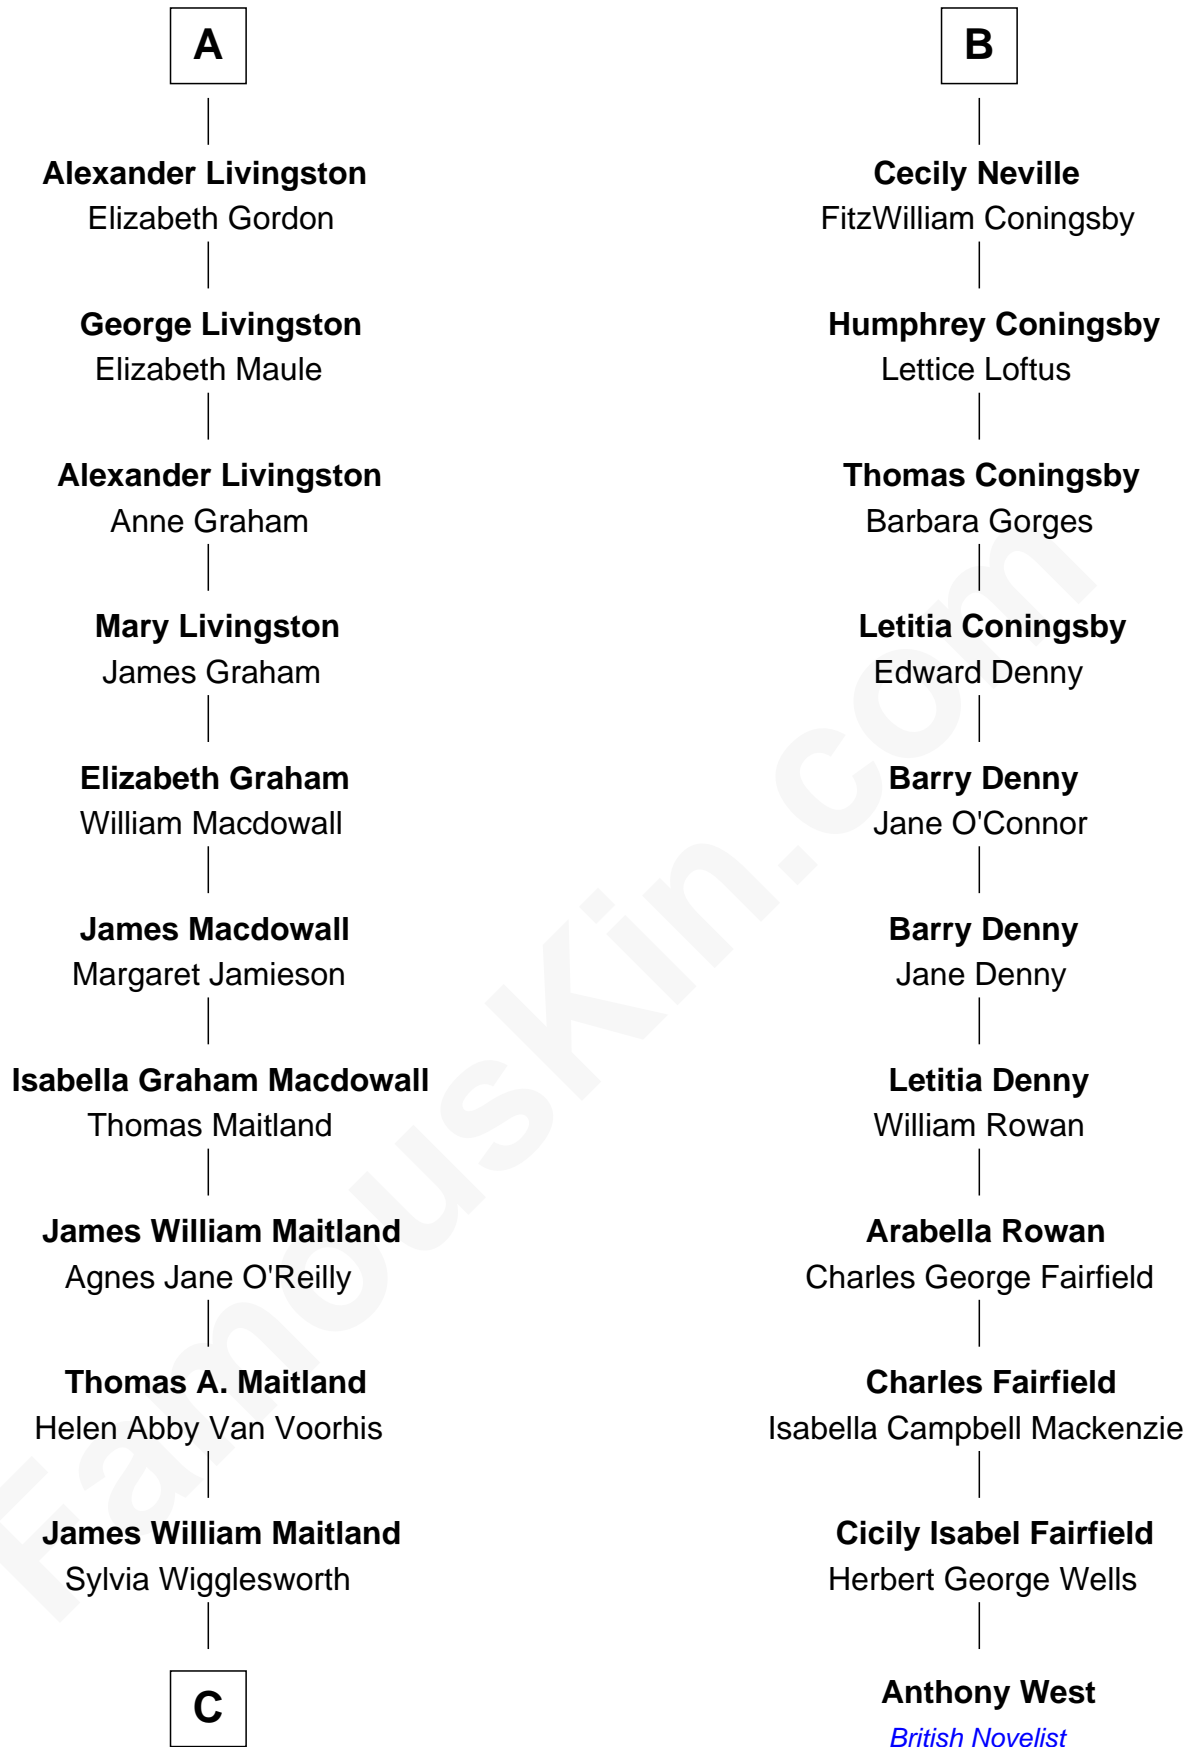 A
Alexander Livingston
Elizabeth Gordon
George Livingston
Elizabeth Maule
Alexander Livingston
Anne Graham
Mary Livingston
James Graham
Elizabeth Graham
William Macdowall
James Macdowall
Margaret Jamieson
Isabella Graham Macdowall
Thomas Maitland
James William Maitland
Agnes Jane O'Reilly
Thomas A. Maitland
Helen Abby Van Voorhis
James William Maitland
Sylvia Wigglesworth
C
B
Cecily Neville
FitzWilliam Coningsby
Humphrey Coningsby
Lettice Loftus
Thomas Coningsby
Barbara Gorges
Letitia Coningsby
Edward Denny
Barry Denny
Jane O'Connor
Barry Denny
Jane Denny
Letitia Denny
William Rowan
Arabella Rowan
Charles George Fairfield
Charles Fairfield
Isabella Campbell Mackenzie
Cicily Isabel Fairfield
Herbert George Wells
Anthony West
British Novelist
FamousKin.com